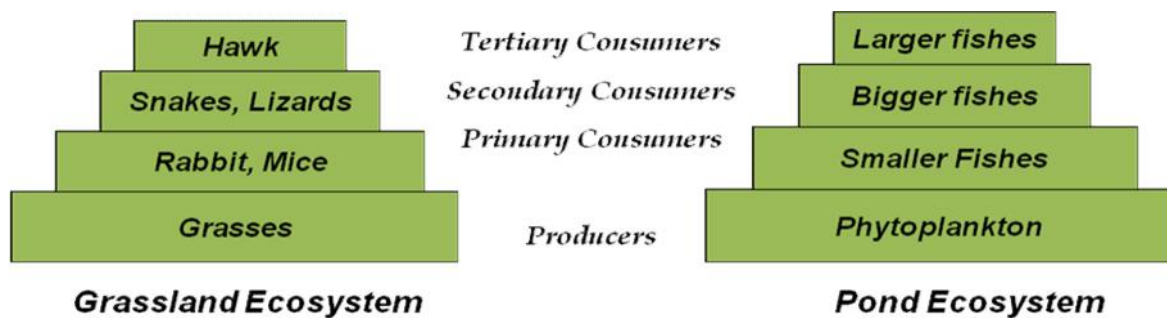 Hawk
Snakes, Lizards
Rabbit, Mice
Grasses
Grassland Ecosystem
Tertiary Consumers
Secoudary Consumers
Primary Consumers
Producers
Larger fishes
Bigger fishes
Smaller Fishes
Phytoplankton
Pond Ecosystem